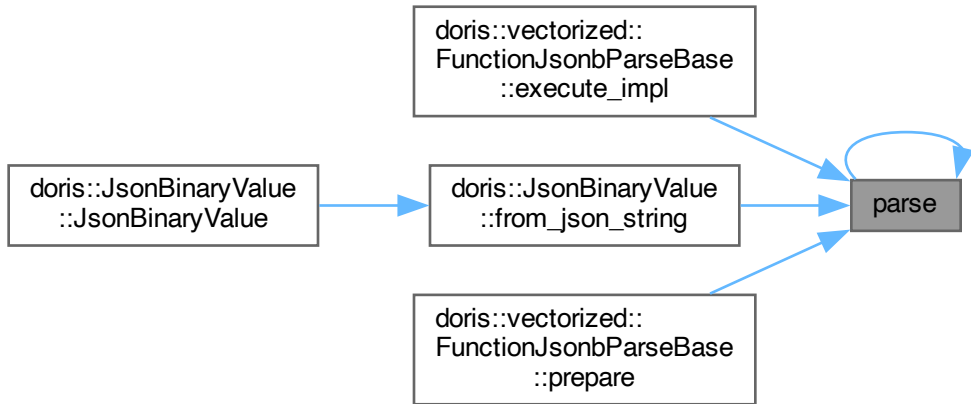 doris::vectorized::
FunctionJsonbParseBase
::execute_impl
doris::JsonBinaryValue
::JsonBinaryValue
doris::JsonBinaryValue
::from_json_string
parse
doris::vectorized::
FunctionJsonbParseBase
::prepare